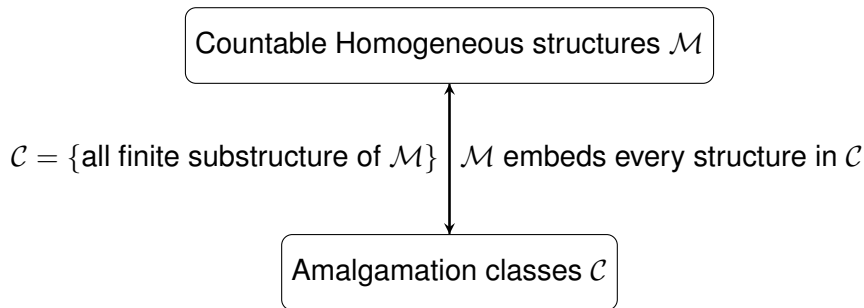 Countable Homogeneous structures ℳ
𝒞 = {all finite substructure of ℳ} ℳ embeds every structure in 𝒞
Amalgamation classes 𝒞